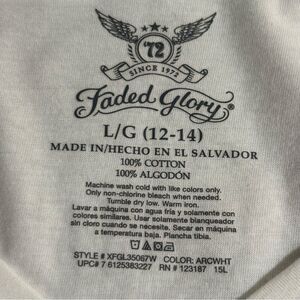 '72
SINCE 1972
Faded Glory®
L/G (12-14)
MADE IN/HECHO EN EL SALVADOR
100% COTTON
100% ALGODÓN
Machine wash cold with like colors only.
Only non-chlorine bleach when needed.
Tumble dry low. Warm iron.
Lavar a máquina con agua fría y solamente con
colores similares. Usar solamente blanqueador
sin cloro cuando se necesite. Secar a máquina a
temperatura baja. Plancha tibia.
STYLE # XFGL35067W COLOR: ARCWHT
UPC# 7 6125383227 RN # 123187 15L